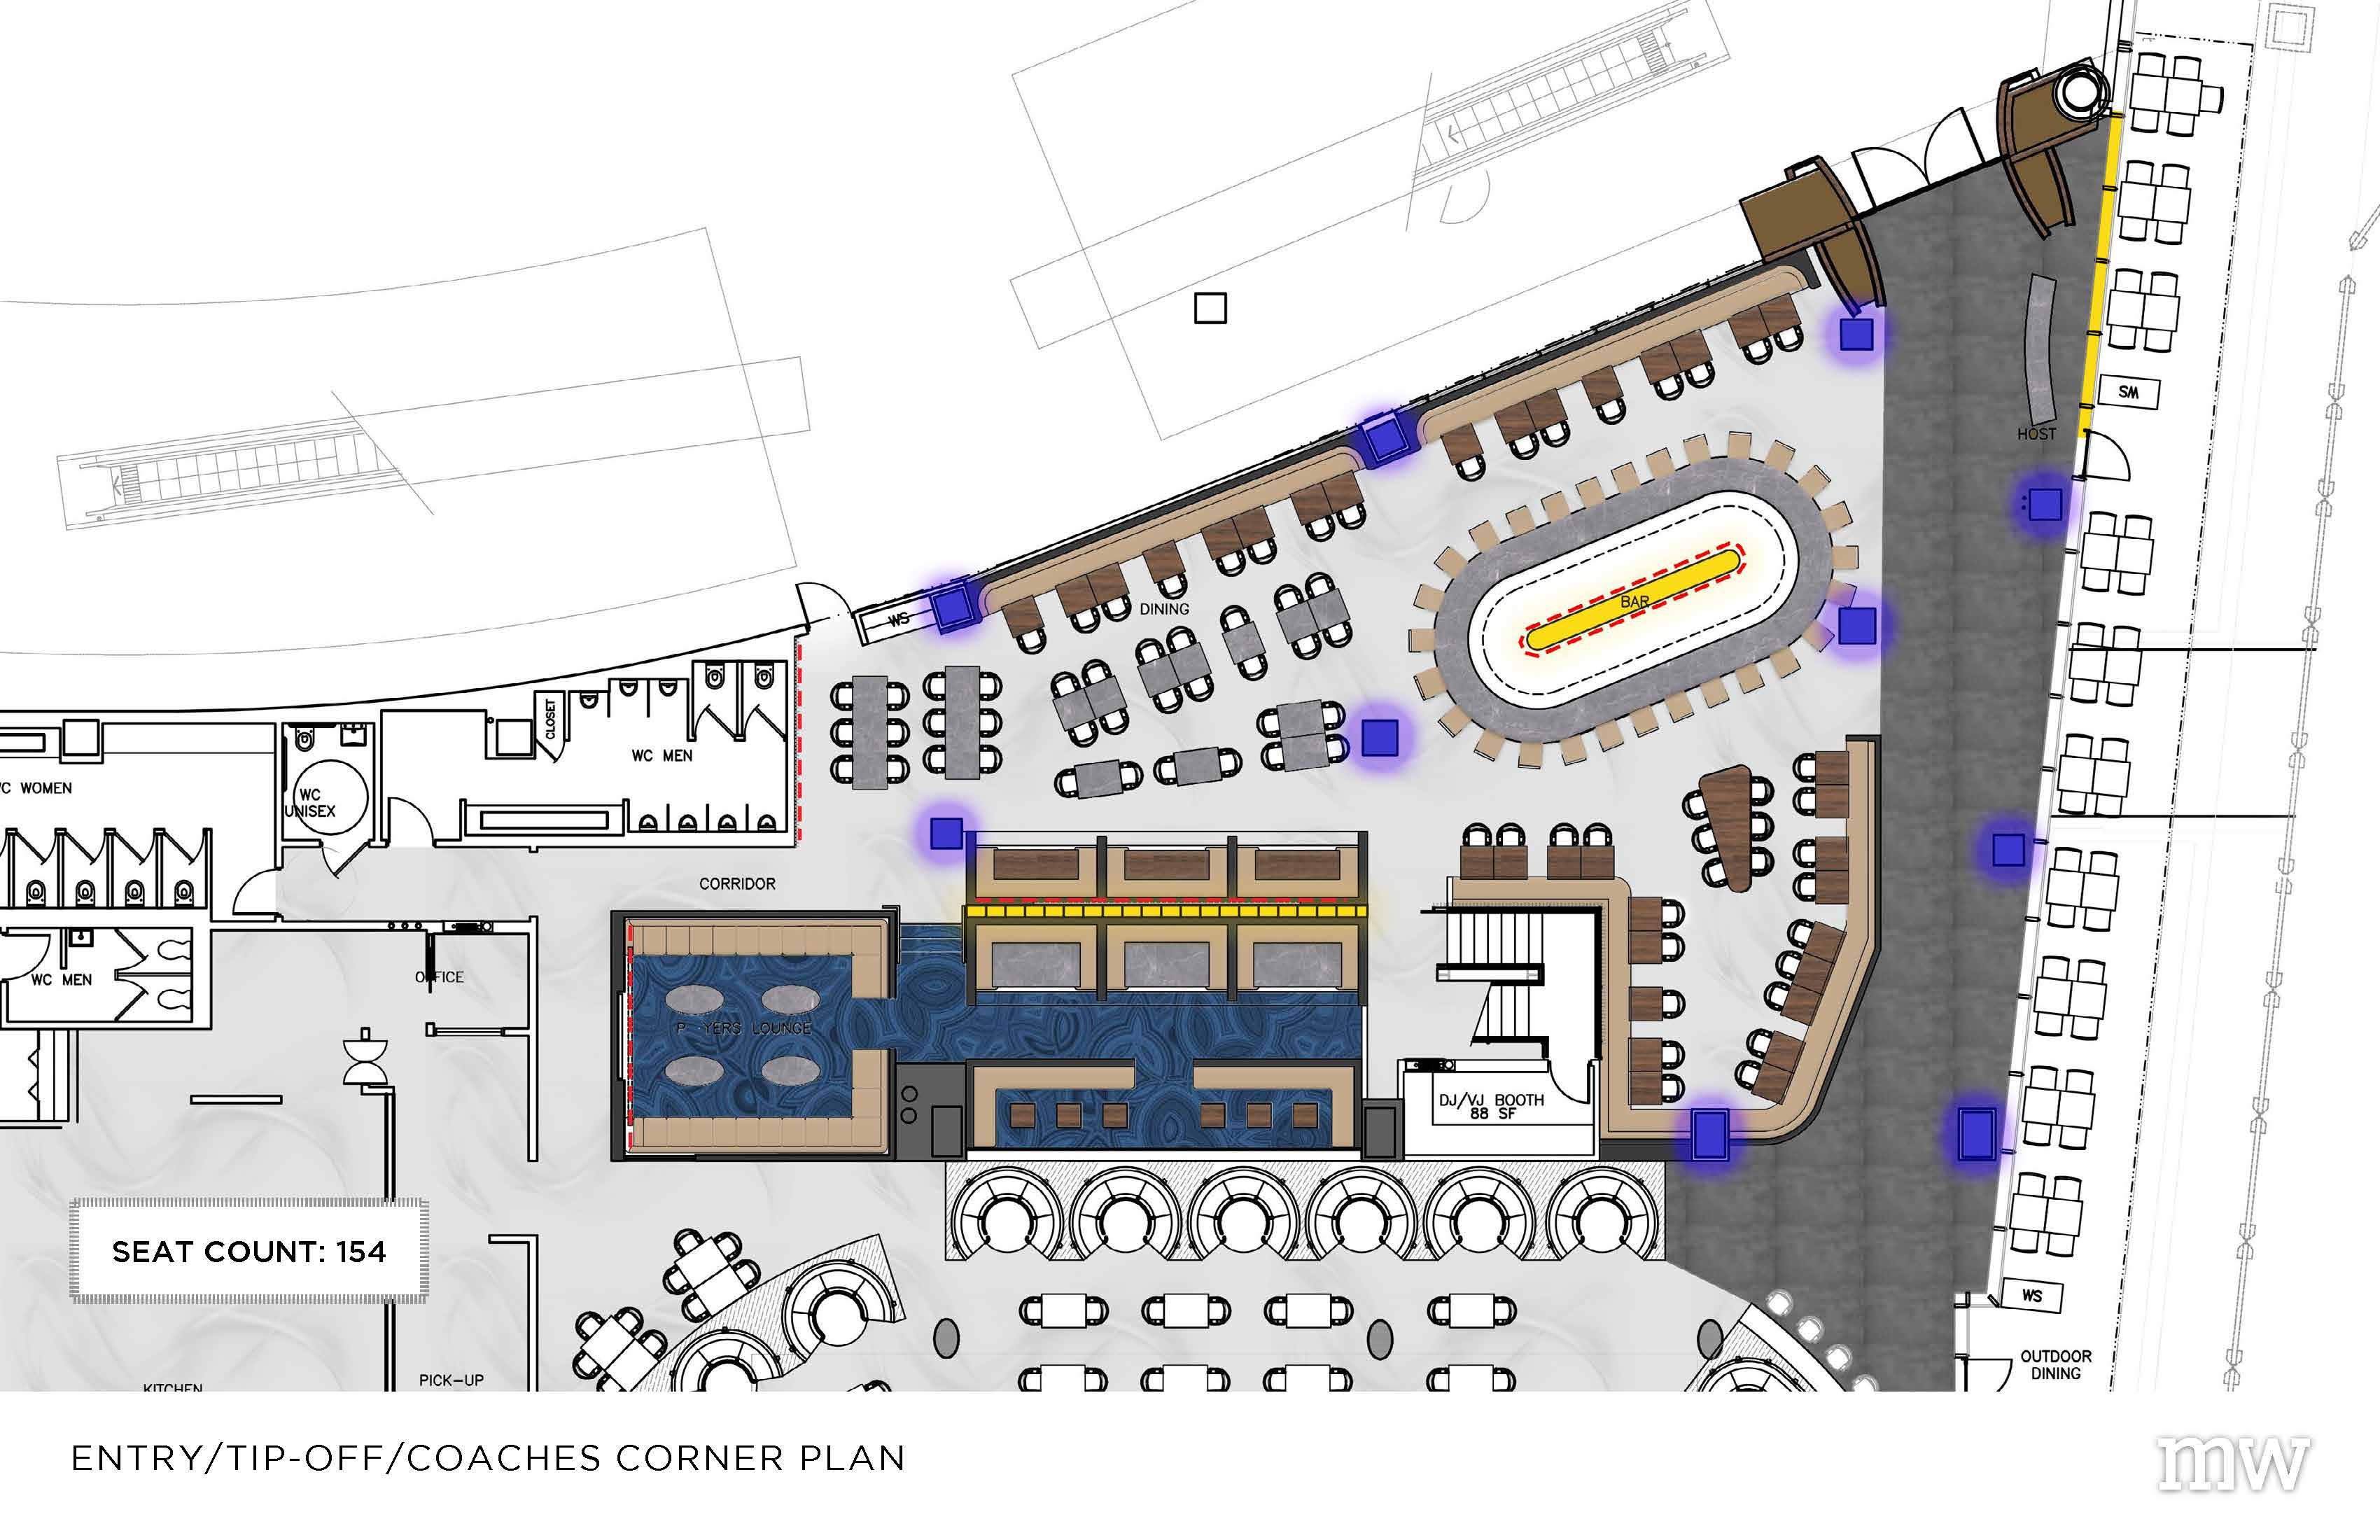 SM
HOST
WS
DINING
BAR
CLOSET
WC MEN
WC WOMEN
WC
UNISEX
CORRIDOR
WC MEN
OFFICE
P YERS LOUNGE
DJ/VJ BOOTH
88 SF
SEAT COUNT: 154
WS
OUTDOOR
DINING
PICK-UP
KITCHEN
ENTRY/TIP-OFF/COACHES CORNER PLAN
mw